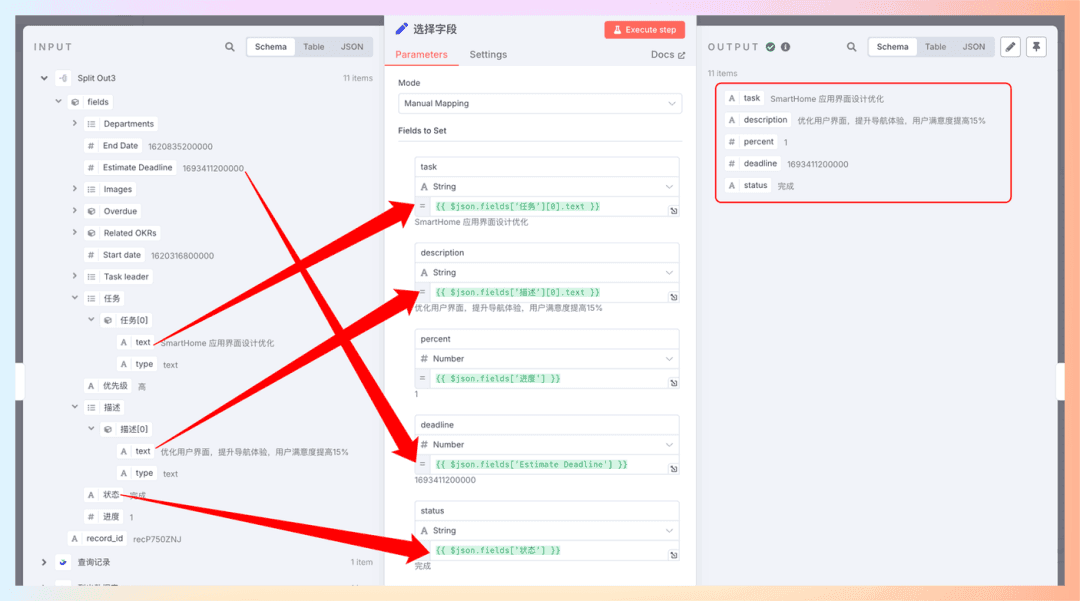 INPUT
Schema
Table
JSON
Split Out3
11 items
fields
Departments
# End Date 1620835200000
# Estimate Deadline 1693411200000
Images
Overdue
Related OKRs
# Start date 1620316800000
Task leader
任务
任务[0]
A text SmartHome 应用界面设计优化
A type text
A 优先级 高
描述
描述[0]
A text 优化用户界面，提升导航体验，用户满意度提高15%
A type text
A 状态 完成
# 进度 1
A record_id recP750ZNJ
查询记录
1 item
选择字段
Execute step
Parameters
Settings
Docs
Mode
Manual Mapping
Fields to Set
task
A String
= {{ $json.fields['任务'][0].text }}
SmartHome 应用界面设计优化
description
A String
= {{ $json.fields['描述'][0].text }}
优化用户界面，提升导航体验，用户满意度提高15%
percent
# Number
= {{ $json.fields['进度'] }}
1
deadline
# Number
= {{ $json.fields['Estimate Deadline'] }}
1693411200000
status
A String
{{ $json.fields['状态'] }}
完成
OUTPUT
Schema
Table
JSON
11 items
A task SmartHome 应用界面设计优化
A description 优化用户界面，提升导航体验，用户满意度提高15%
# percent 1
# deadline 1693411200000
A status 完成